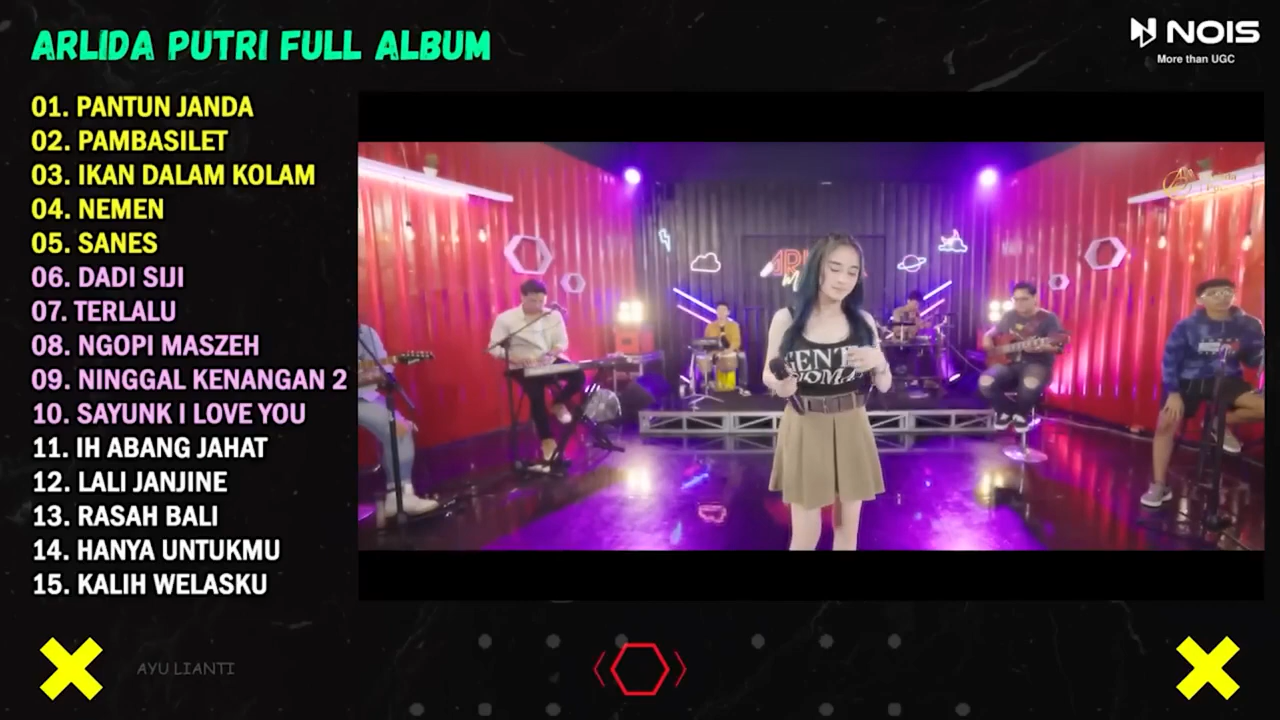 ARLIDA PUTRI FULL ALBUM
NOIS
More than UGC
01. PANTUN JANDA
02. PAMBASILET
03. IKAN DALAM KOLAM
04. NEMEN
05. SANES
06. DADI SIJI
07. TERLALU
08. NGOPI MASZEH
09. NINGGAL KENANGAN 2
10. SAYUNK I LOVE YOU
11. IH ABANG JAHAT
12. LALI JANJINE
13. RASAH BALI
14. HANYA UNTUKMU
15. KALIH WELASKU
AYU LIANTI